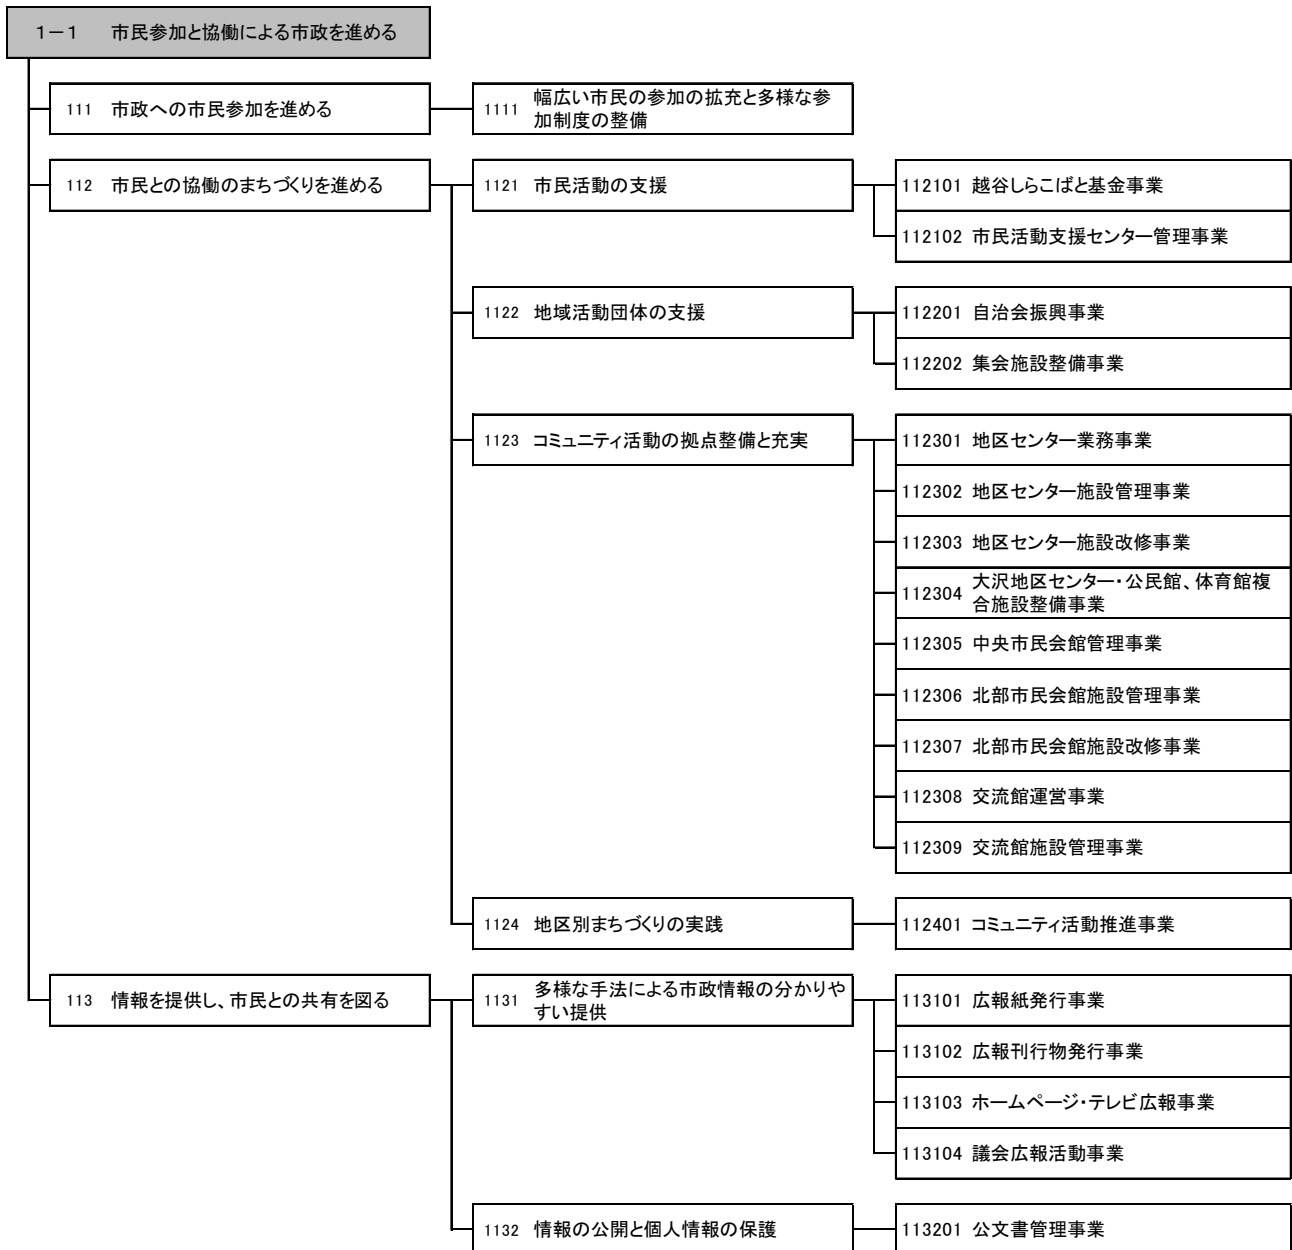 1－1 市民参加と協働による市政を進める
111 市政への市民参加を進める
1111 幅広い市民の参加の拡充と多様な参
加制度の整備
112 市民との協働のまちづくりを進める
1121 市民活動の支援
112101 越谷しらこばと基金事業
112102 市民活動支援センター管理事業
1122 地域活動団体の支援
112201 自治会振興事業
112202 集会施設整備事業
1123 コミュニティ活動の拠点整備と充実
112301 地区センター業務事業
112302 地区センター施設管理事業
112303 地区センター施設改修事業
112304 大沢地区センター・公民館、体育館複
合施設整備事業
112305 中央市民会館管理事業
112306 北部市民会館施設管理事業
112307 北部市民会館施設改修事業
112308 交流館運営事業
112309 交流館施設管理事業
1124 地区別まちづくりの実践
112401 コミュニティ活動推進事業
113 情報を提供し、市民との共有を図る
1131 多様な手法による市政情報の分かりや
すい提供
113101 広報紙発行事業
113102 広報刊行物発行事業
113103 ホームページ・テレビ広報事業
113104 議会広報活動事業
1132 情報の公開と個人情報の保護
113201 公文書管理事業